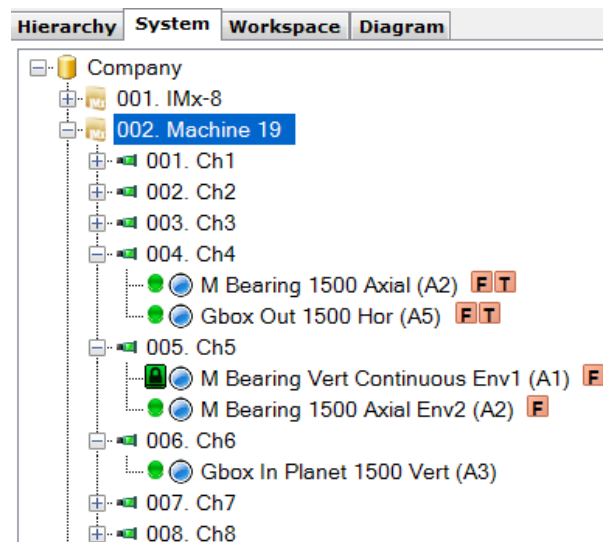 Hierarchy System Workspace Diagram
Company
001. IMx-8
002. Machine 19
001. Ch1
002. Ch2
003. Ch3
004. Ch4
M Bearing 1500 Axial (A2) F T
Gbox Out 1500 Hor (A5) F T
005. Ch5
M Bearing Vert Continuous Env1 (A1) F
M Bearing 1500 Axial Env2 (A2) F
006. Ch6
Gbox In Planet 1500 Vert (A3)
007. Ch7
008. Ch8